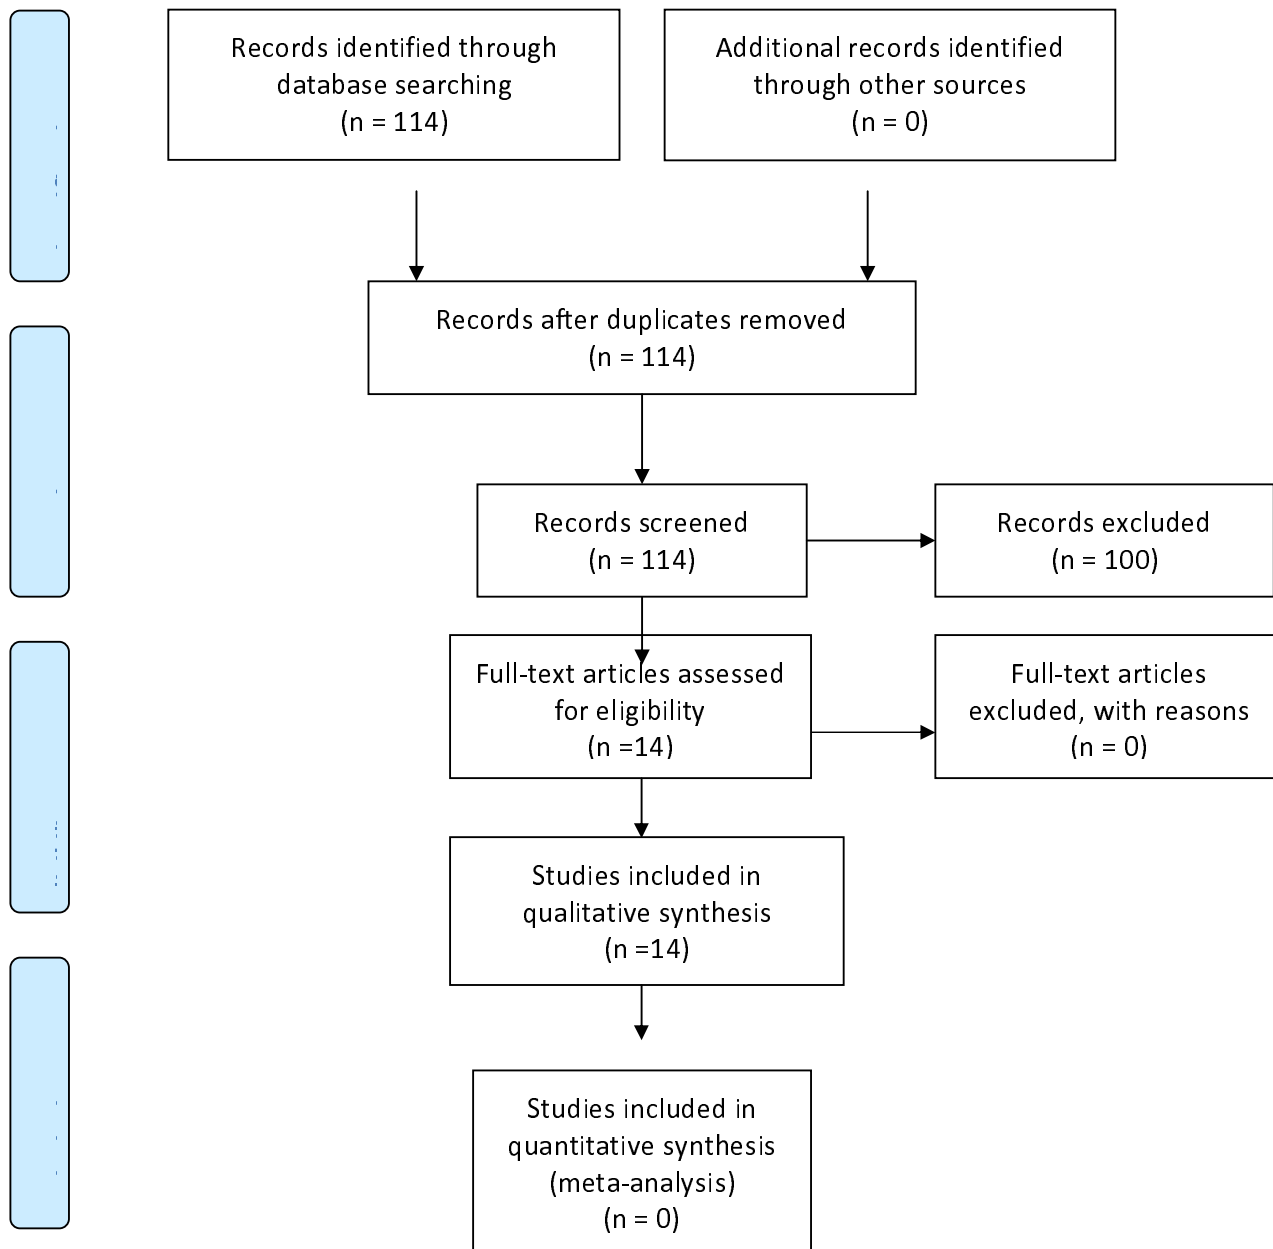 Records identified through
database searching
(n = 114)
Additional records identified
through other sources
(n = 0)
Records after duplicates removed
(n = 114)
Records screened
(n = 114)
Records excluded
(n = 100)
Full-text articles assessed
for eligibility
(n =14)
Full-text articles
excluded, with reasons
(n = 0)
Studies included in
qualitative synthesis
(n =14)
Studies included in
quantitative synthesis
(meta-analysis)
(n = 0)